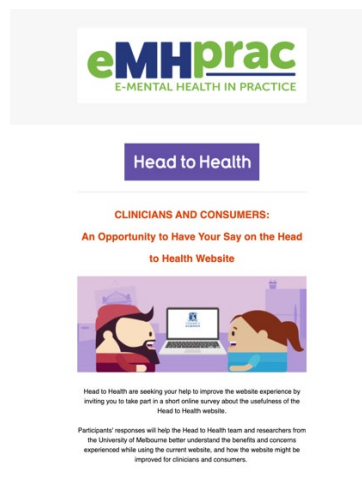 eMHprac
E-MENTAL HEALTH IN PRACTICE
Head to Health
CLINICIANS AND CONSUMERS:
An Opportunity to Have Your Say on the Head
to Health Website
Head to Health are seeking your help to improve the website experience by
inviting you to take part in a short online survey about the usefulness of the
Head to Health website.
Participants' responses will help the Head to Health team and researchers from
the University of Melbourne better understand the benefits and concerns
experienced while using the current website, and how the website might be
improved for clinicians and consumers.